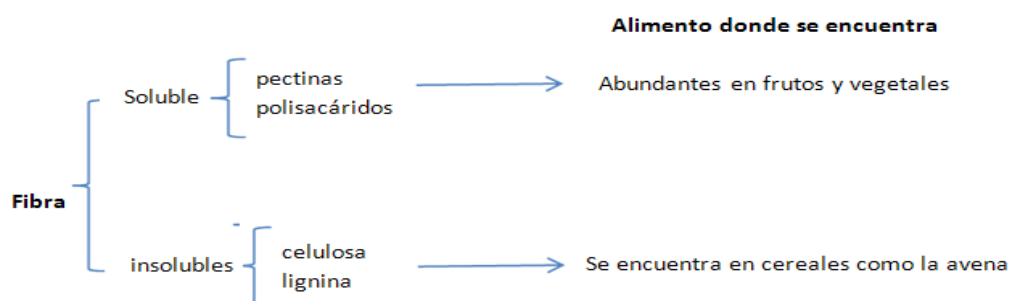 Alimento donde se encuentra
Soluble
pectinas
polisacáridos
Abundantes en frutos y vegetales
Fibra
insolubles
celulosa
lignina
Se encuentra en cereales como la avena